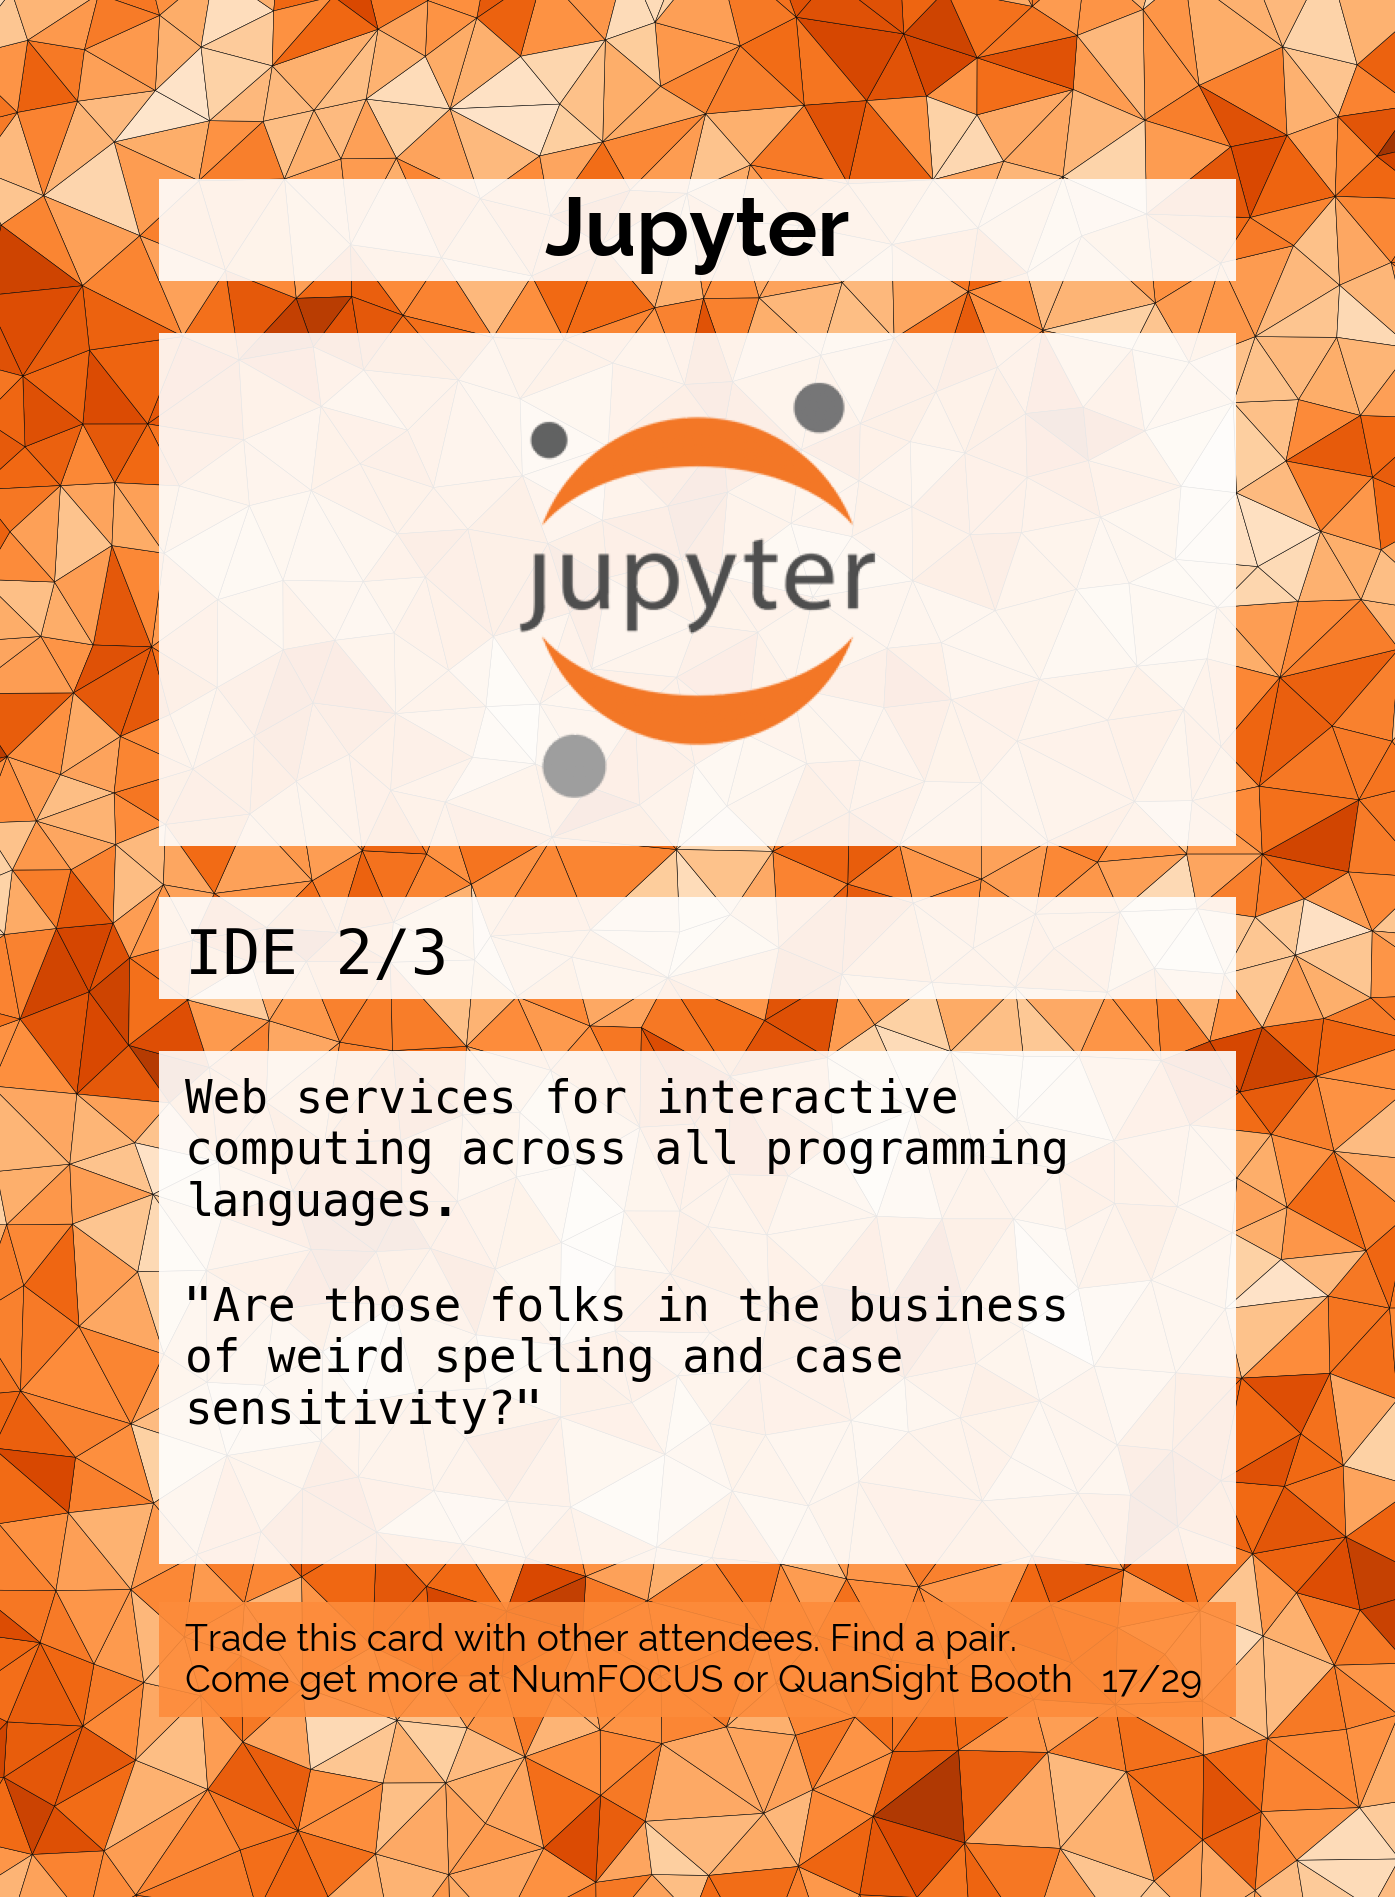 Jupyter
jupyter
IDE 2/3
Web services for interactive
computing across all programming
languages.
"Are those folks in the business
of weird spelling and case
sensitivity?"
Trade this card with other attendees. Find a pair.
Come get more at NumFOCUS or QuanSight Booth 17/29